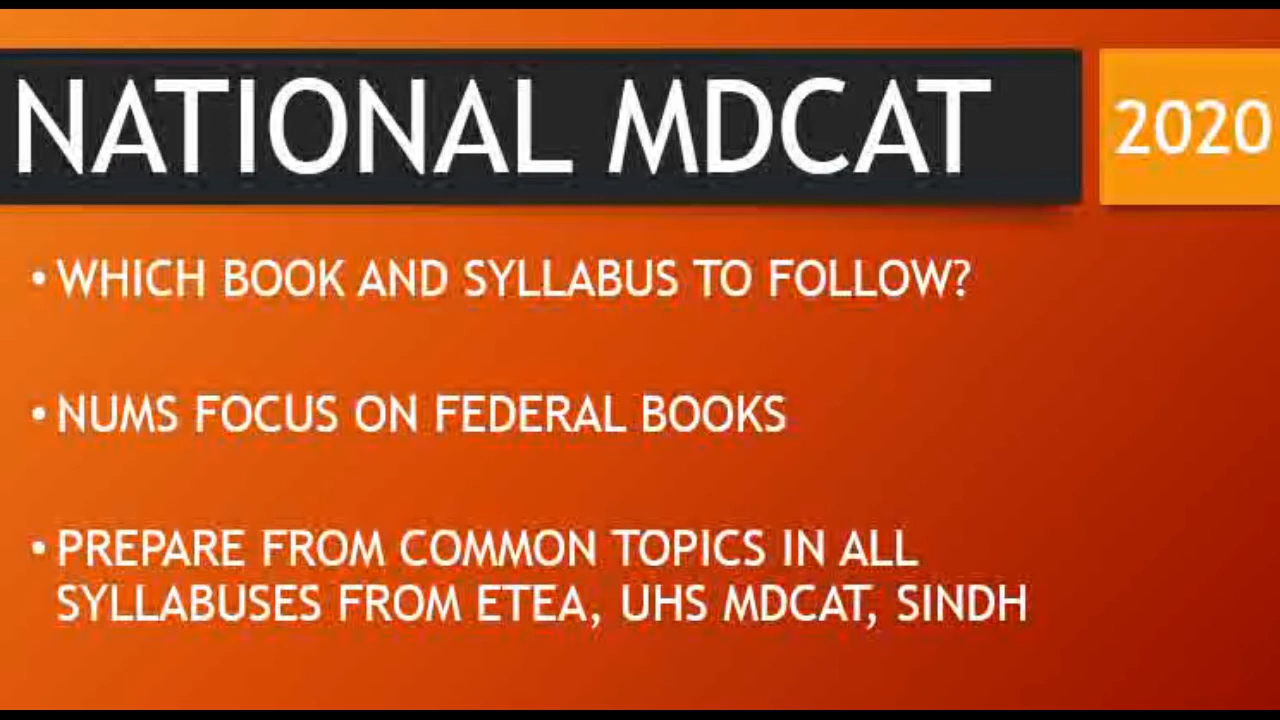 NATIONAL MDCAT
2020
• WHICH BOOK AND SYLLABUS TO FOLLOW?
• NUMS FOCUS ON FEDERAL BOOKS
• PREPARE FROM COMMON TOPICS IN ALL
SYLLABUSES FROM ETEA, UHS MDCAT, SINDH